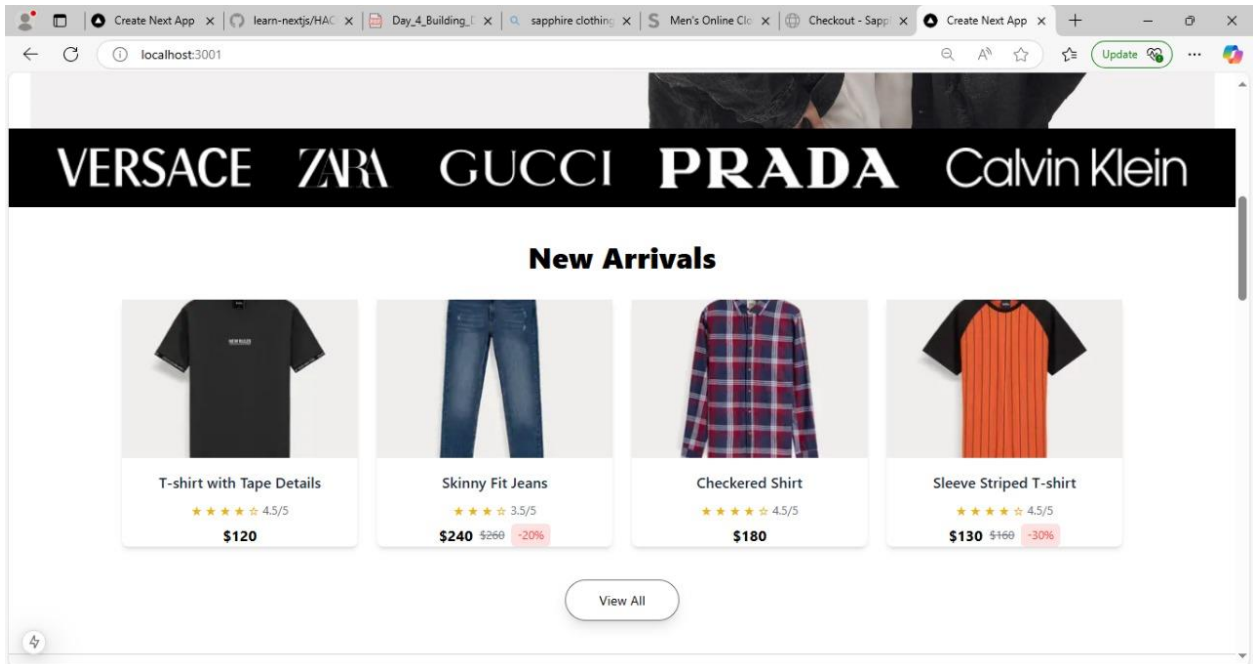 Create Next App
learn-nextjs/HAC
Day_4_Building_
sapphire clothing
Men's Online Clo
Checkout - Sapp
Create Next App
localhost:3001
Update
VERSACE ZARA GUCCI PRADA Calvin Klein
New Arrivals
T-shirt with Tape Details
★ ★ ★ ★ ☆ 4.5/5
$120
Skinny Fit Jeans
★ ★ ★ ☆ 3.5/5
$240 $260 -20%
Checkered Shirt
★ ★ ★ ★ ☆ 4.5/5
$180
Sleeve Striped T-shirt
★ ★ ★ ★ ☆ 4.5/5
$130 $160 -30%
View All